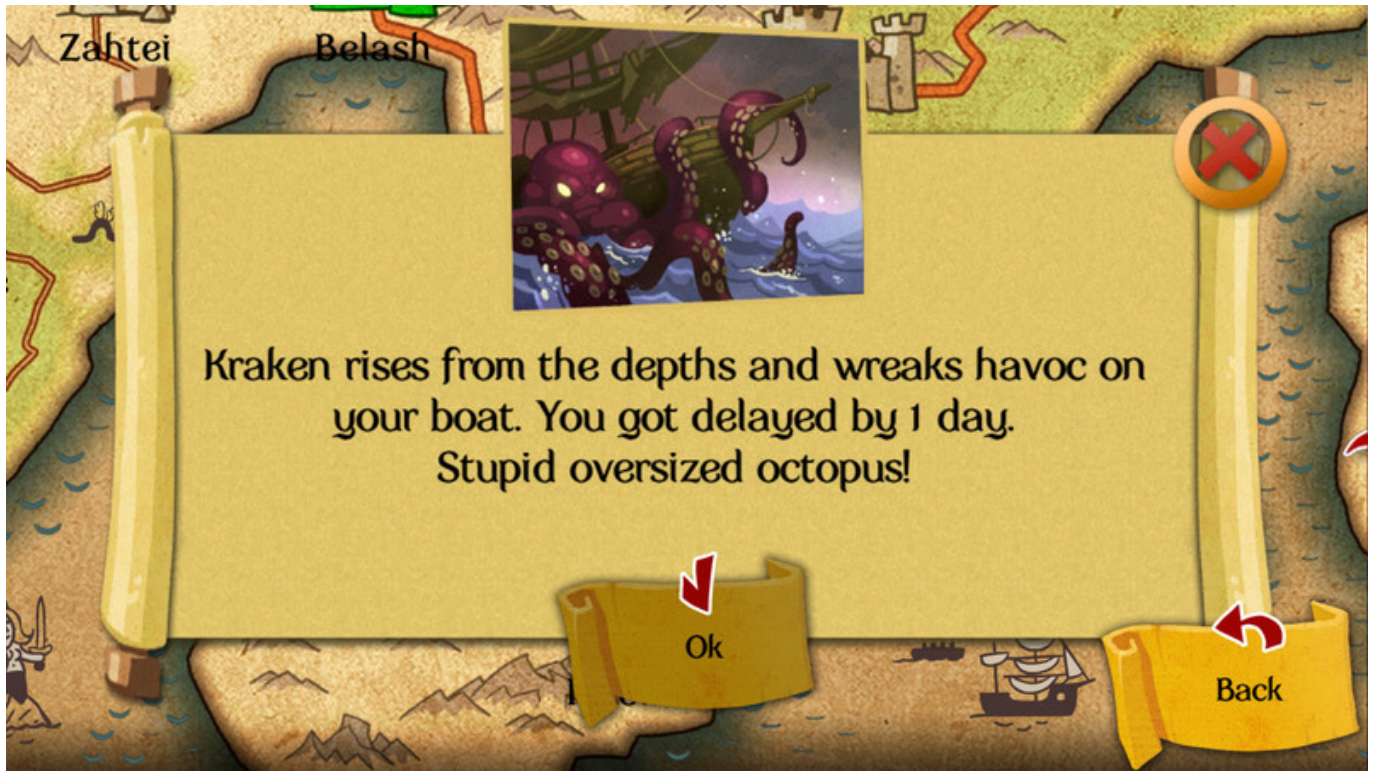 Zahtei
Belash
Kraken rises from the depths and wreaks havoc on
your boat. You got delayed by 1 day.
Stupid oversized octopus!
Ok
Back